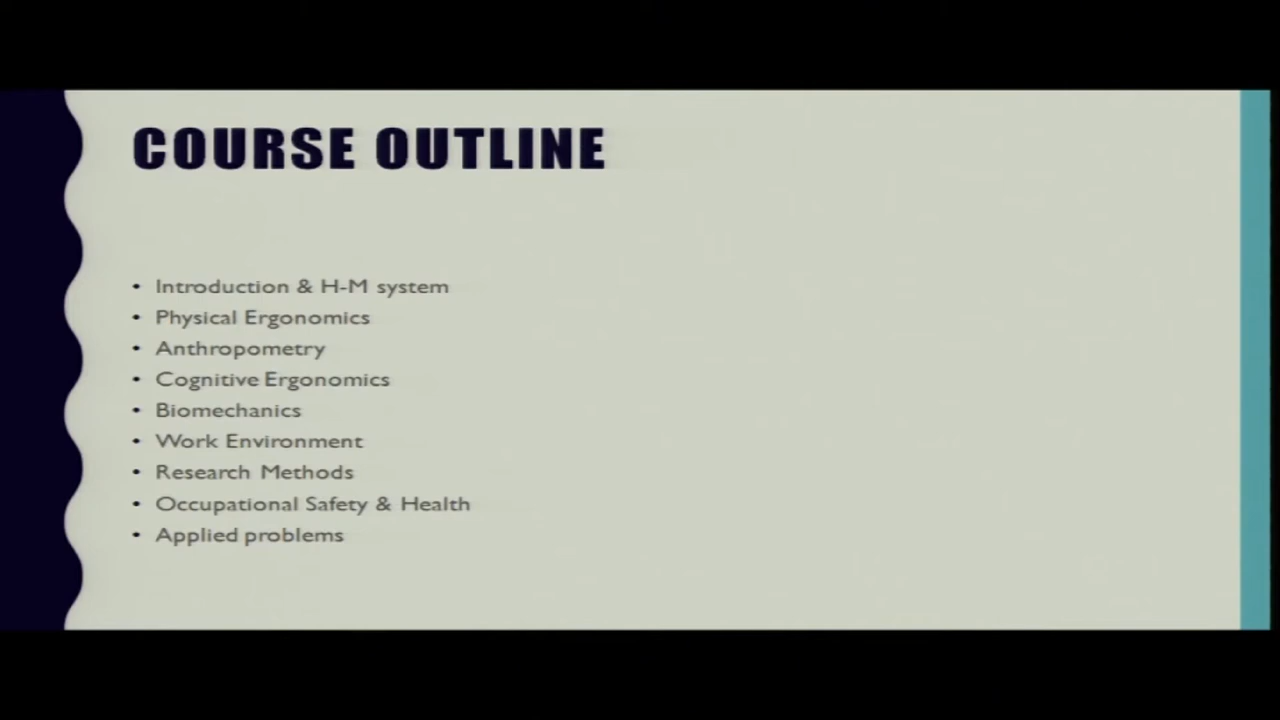 COURSE OUTLINE
• Introduction & H-M system
• Physical Ergonomics
• Anthropometry
• Cognitive Ergonomics
• Biomechanics
• Work Environment
• Research Methods
• Occupational Safety & Health
• Applied problems